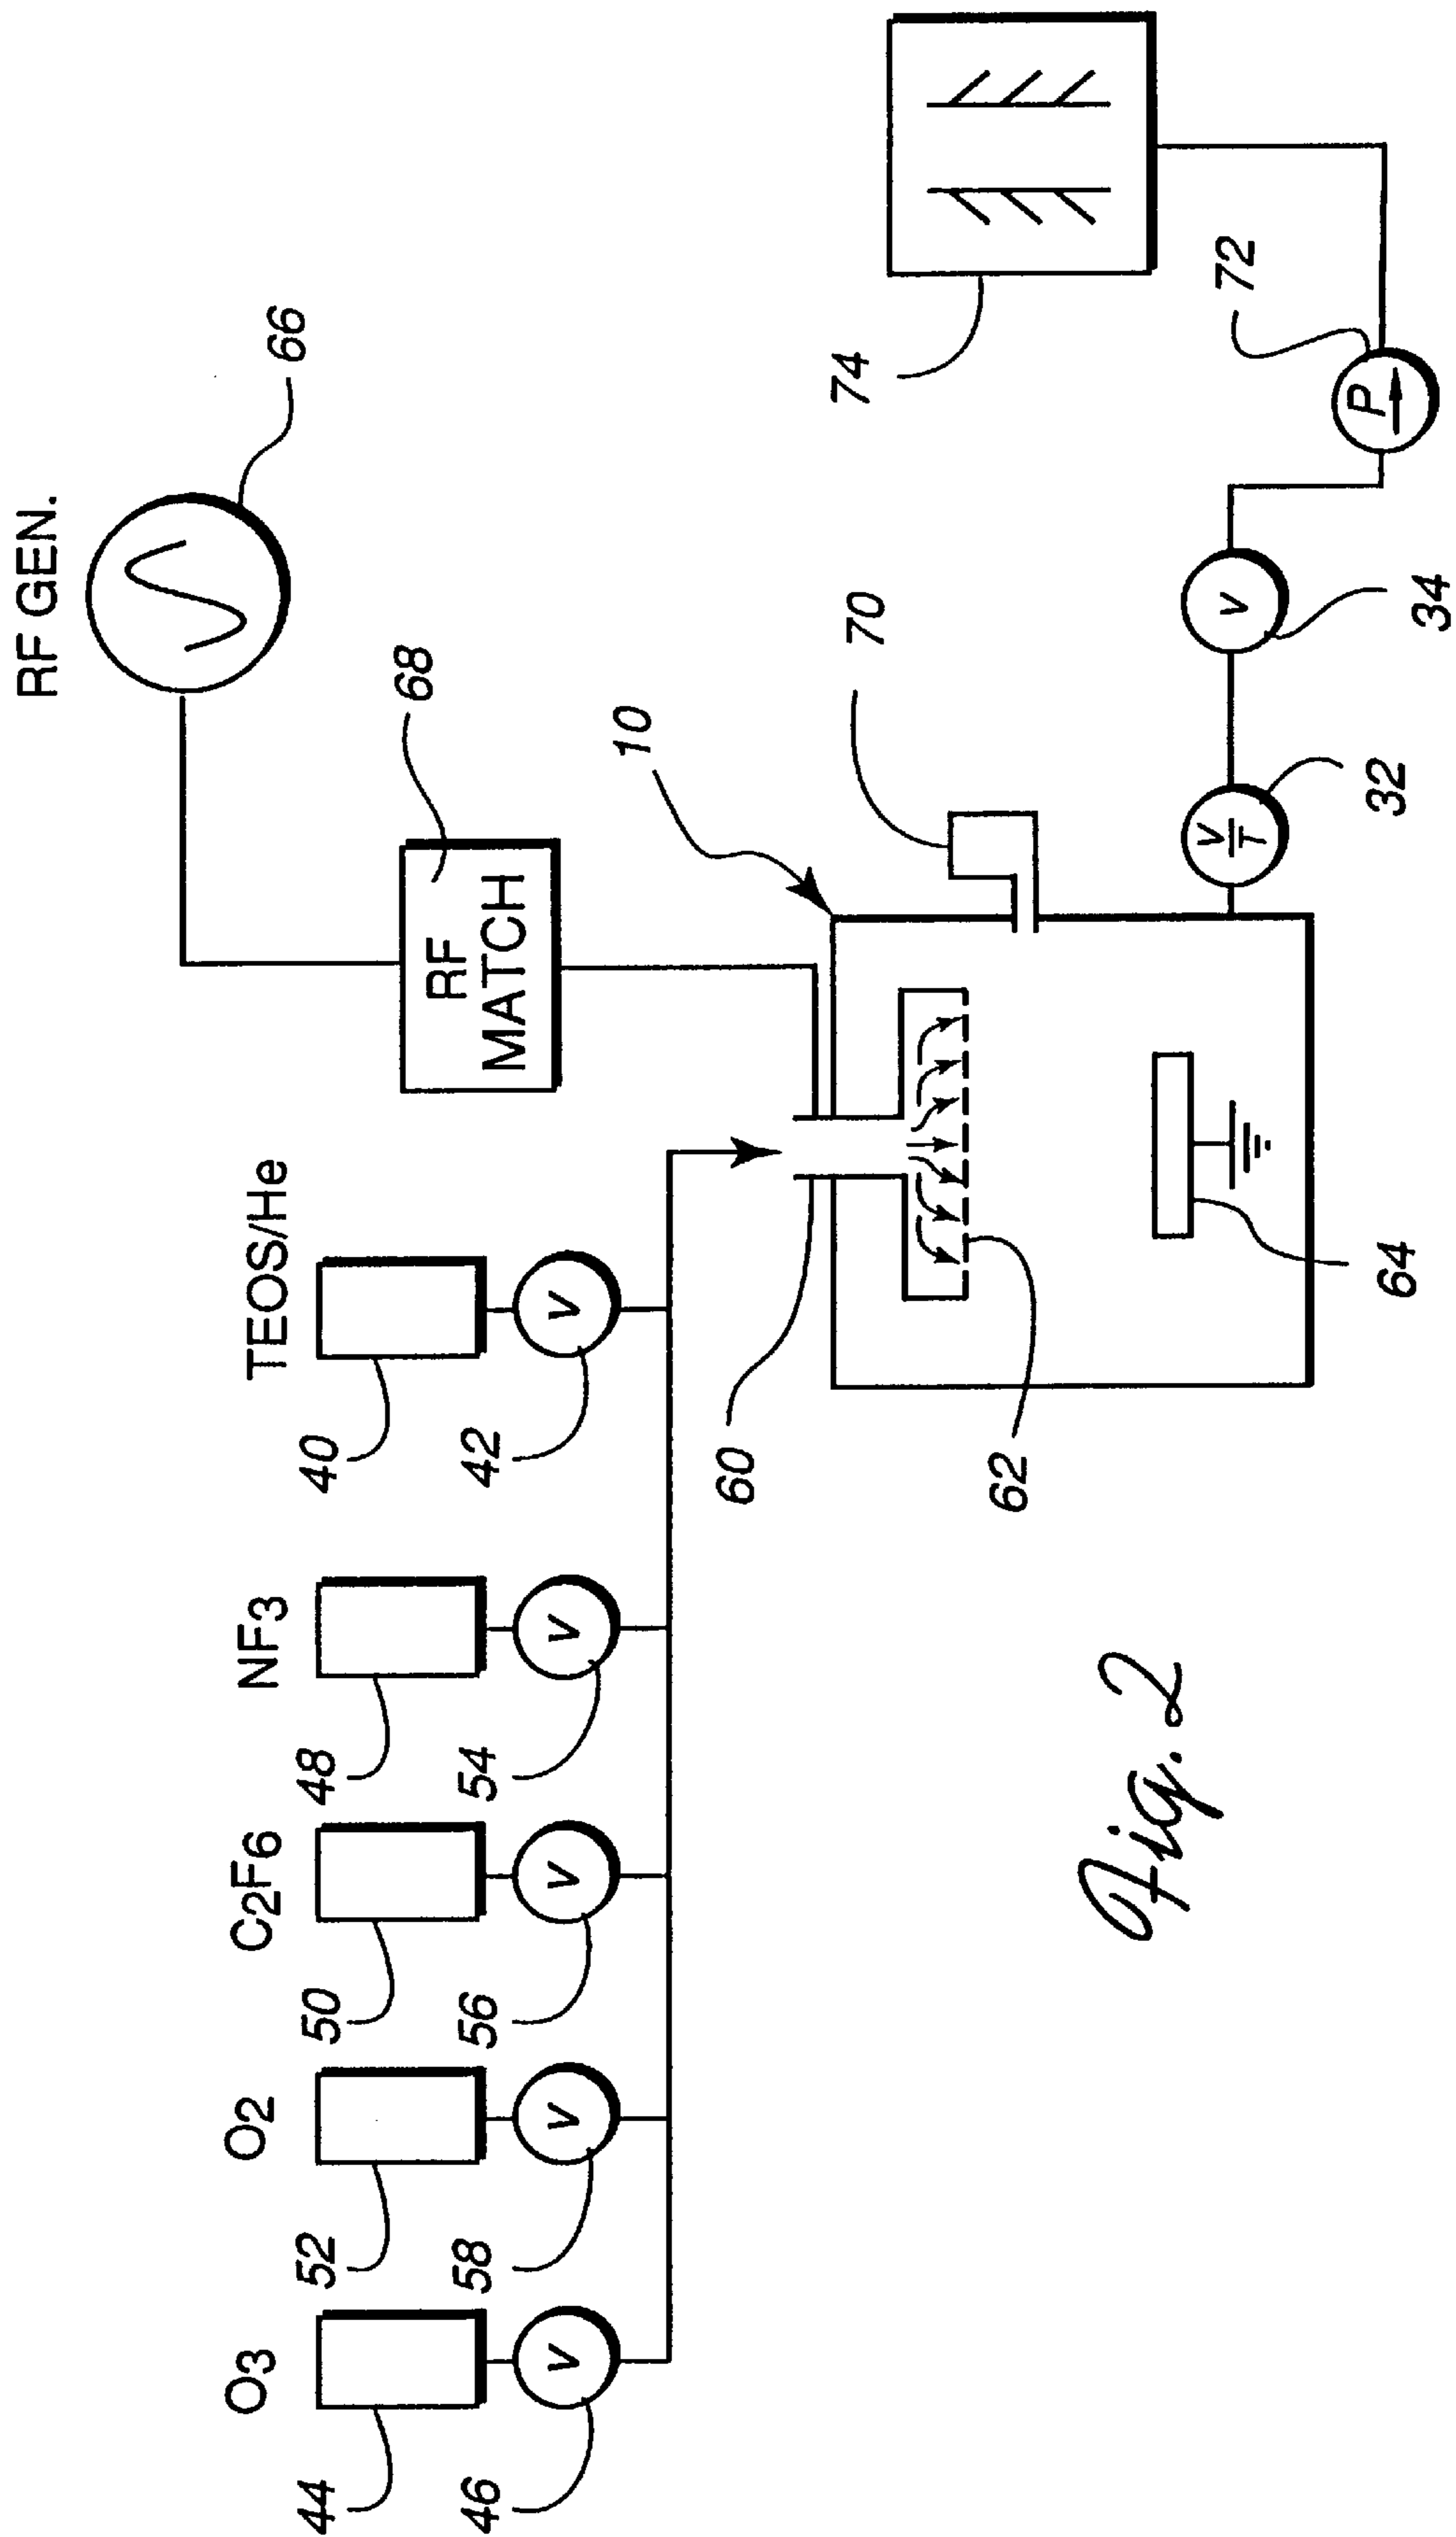 RF GEN.
66
68
RF
MATCH
TEOS/He
NF3
C2F6
O2
O3
40
48
50
52
44
V
V
V
V
V
42
54
56
58
46
10
70
74
72
P
60
62
64
V
T
32
V
34
Fig. 2